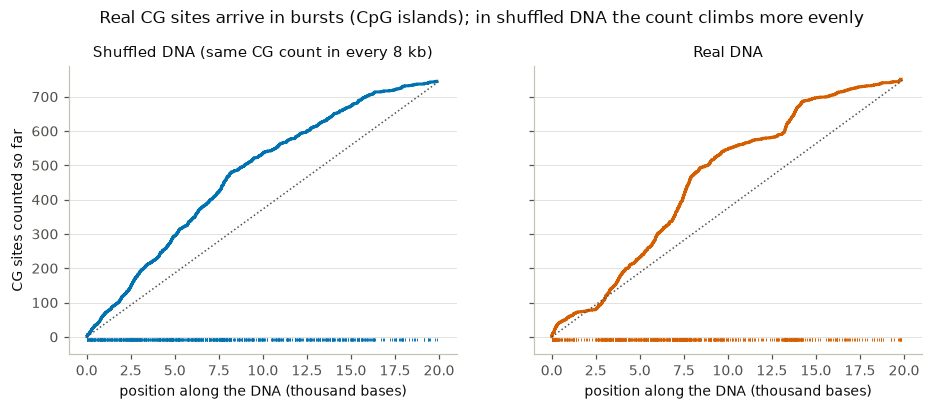 Real CG sites arrive in bursts (CpG islands); in shuffled DNA the count climbs more evenly
Shuffled DNA (same CG count in every 8 kb)
Real DNA
CG sites counted so far
700
600
500
400
300
200
100
0
0.0 2.5 5.0 7.5 10.0 12.5 15.0 17.5 20.0
0.0 2.5 5.0 7.5 10.0 12.5 15.0 17.5 20.0
position along the DNA (thousand bases)
position along the DNA (thousand bases)